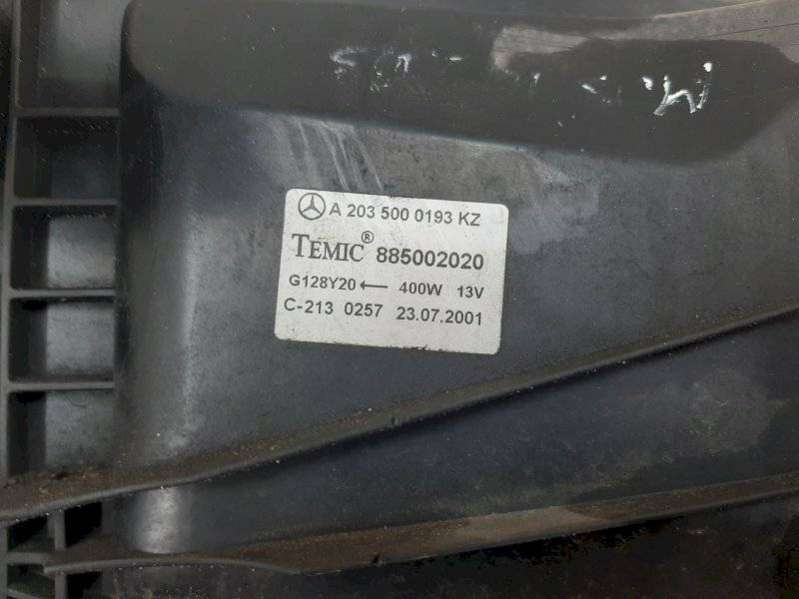 A 203 500 0193 KZ
TEMIC® 885002020
G128Y20 ← 400W 13V
C-213 0257 23.07.2001